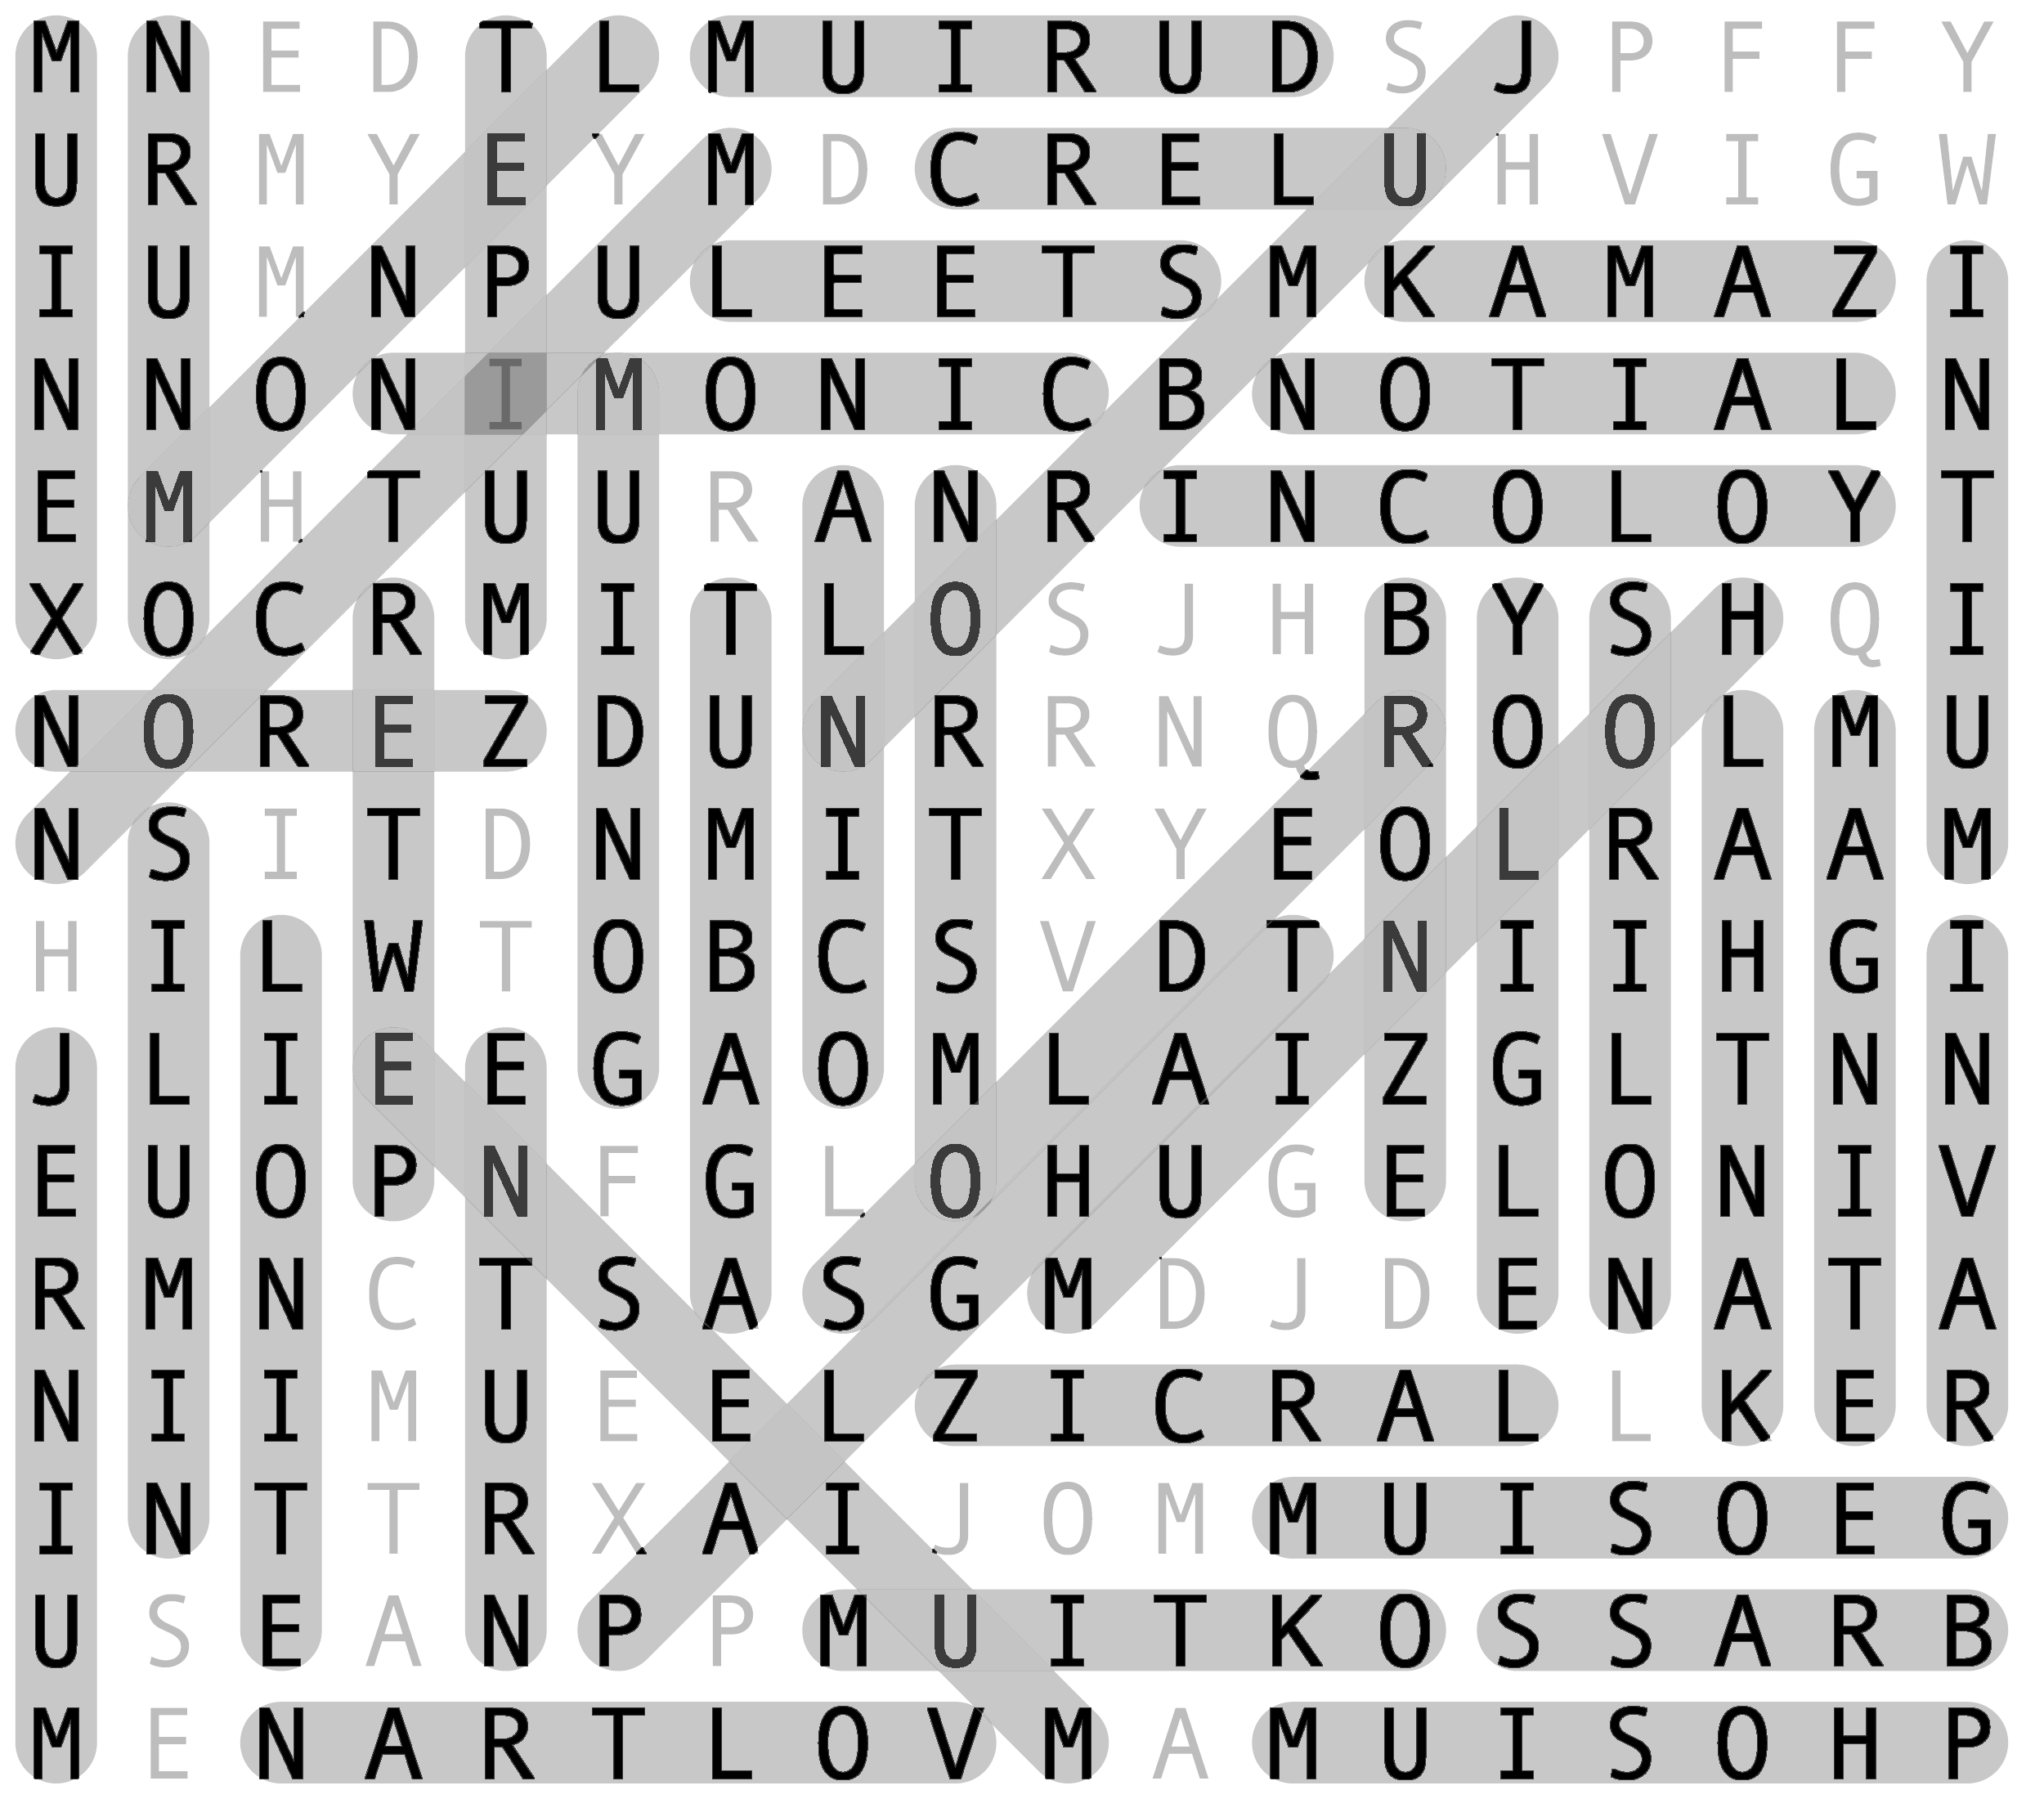 M N E D T L M U I R U D S J P F F Y
U R M Y E Y M D C R E L U H V I G W
I U M N P U L E E T S M K A M A Z I
N N O N I M O N I C B N O T I A L N
E M H T U U R A N R I N C O L O Y T
X O C R M I T L O S J H B Y S H Q I
N O R E Z D U N R R N Q R O O L M U
N S I T D N M I T X Y E O L R A A M
H I L W T O B C S V D T N I I H G I
J L I E E G A O M L A I Z G L T N N
E U O P N F G L O H U G E L O N I V
R M N C T S A S G M D J D E N A T A
N I I M U E E L Z I C R A L L K E R
I N T T R X A I J O M M U I S O E G
U S E A N P P M U I T K O S S A R B
M E N A R T L O V M A M U I S O H P